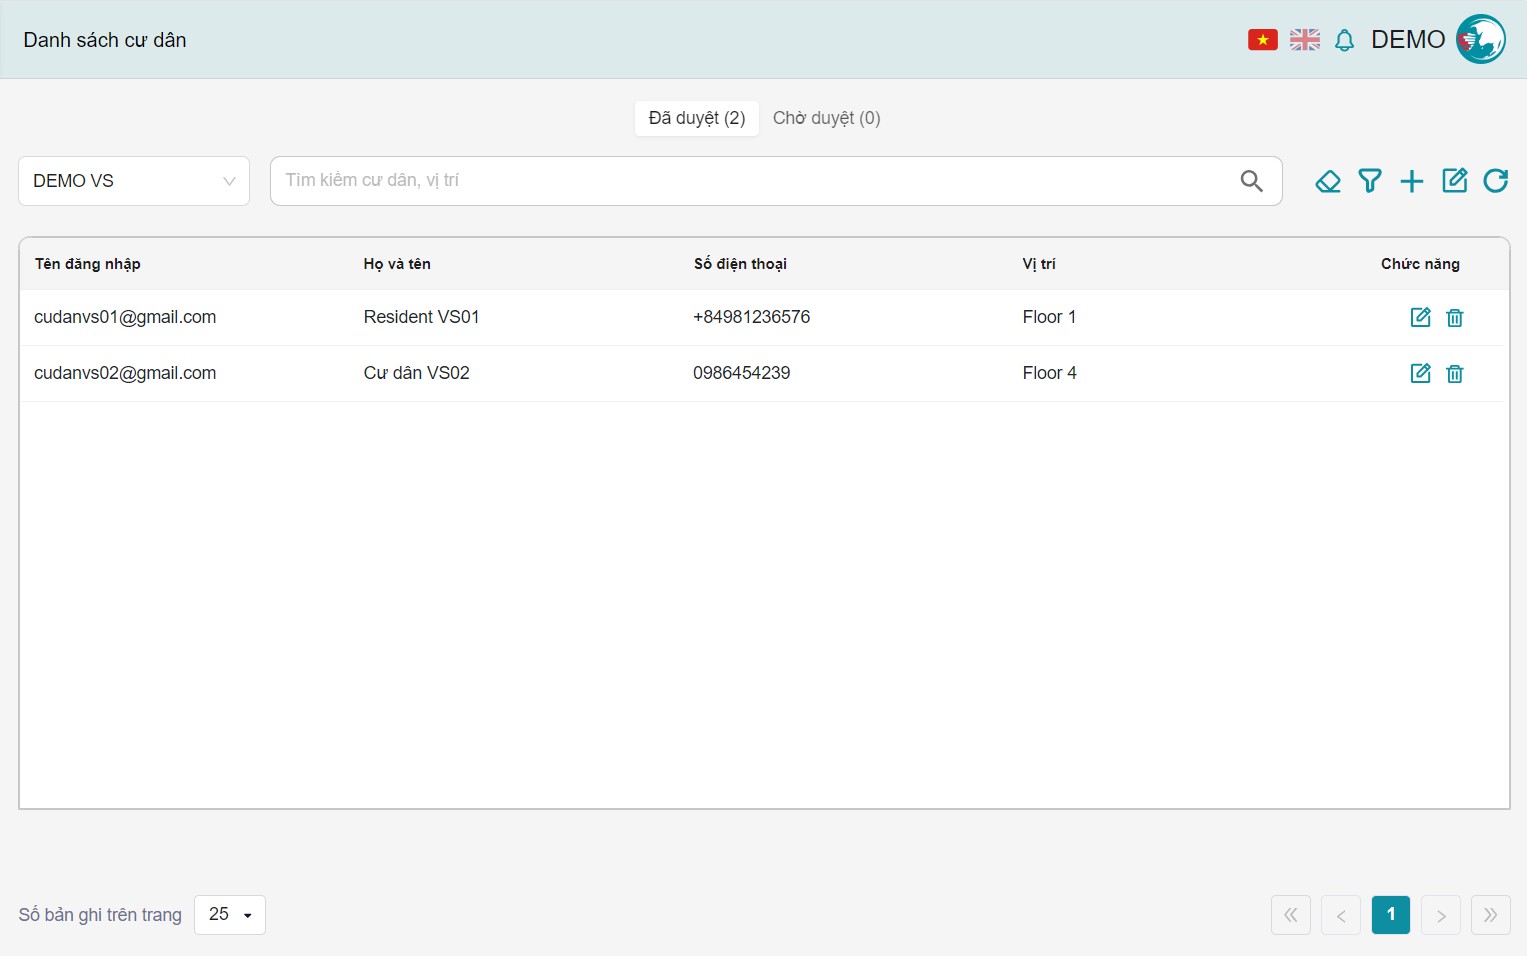 Danh sách cư dân
DEMO
Đã duyệt (2) Chờ duyệt (0)
DEMO VS
Tìm kiếm cư dân, vị trí
Tên đăng nhập Họ và tên Số điện thoại Vị trí Chức năng
cudanvs01@gmail.com Resident VS01 +84981236576 Floor 1
cudanvs02@gmail.com Cư dân VS02 0986454239 Floor 4
Số bản ghi trên trang 25
1